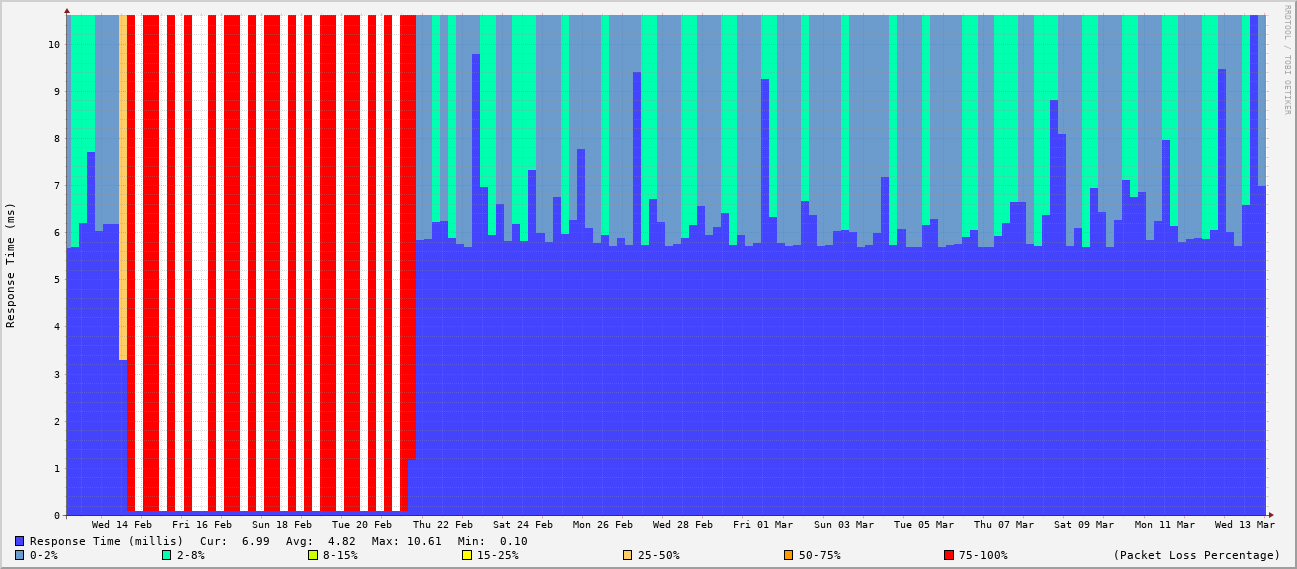 RRDTOOL / TOBI OETIKER
Response Time (ms)
10
9
8
7
6
5
4
3
2
1
0
Wed 14 Feb Fri 16 Feb Sun 18 Feb Tue 20 Feb Thu 22 Feb Sat 24 Feb Mon 26 Feb Wed 28 Feb Fri 01 Mar Sun 03 Mar Tue 05 Mar Thu 07 Mar Sat 09 Mar Mon 11 Mar Wed 13 Mar
Response Time (millis) Cur: 6.99 Avg: 4.82 Max: 10.61 Min: 0.10
0-2% 2-8% 8-15% 15-25% 25-50% 50-75% 75-100% (Packet Loss Percentage)